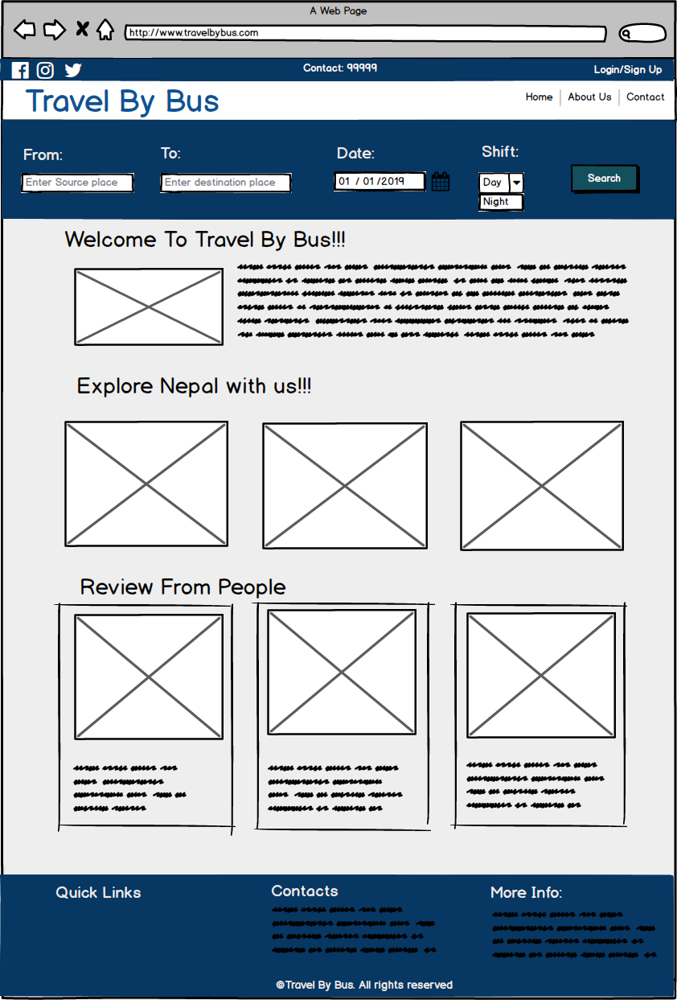 A Web Page
http://www.travelbybus.com
Contact: 99999
Login/Sign Up
Travel By Bus
Home
About Us
Contact
From:
To:
Date:
Shift:
Enter Source place
Enter destination place
01 / 01 /2019
Day
Night
Search
Welcome To Travel By Bus!!!
Explore Nepal with us!!!
Review From People
Quick Links
Contacts
More Info:
©Travel By Bus. All rights reserved